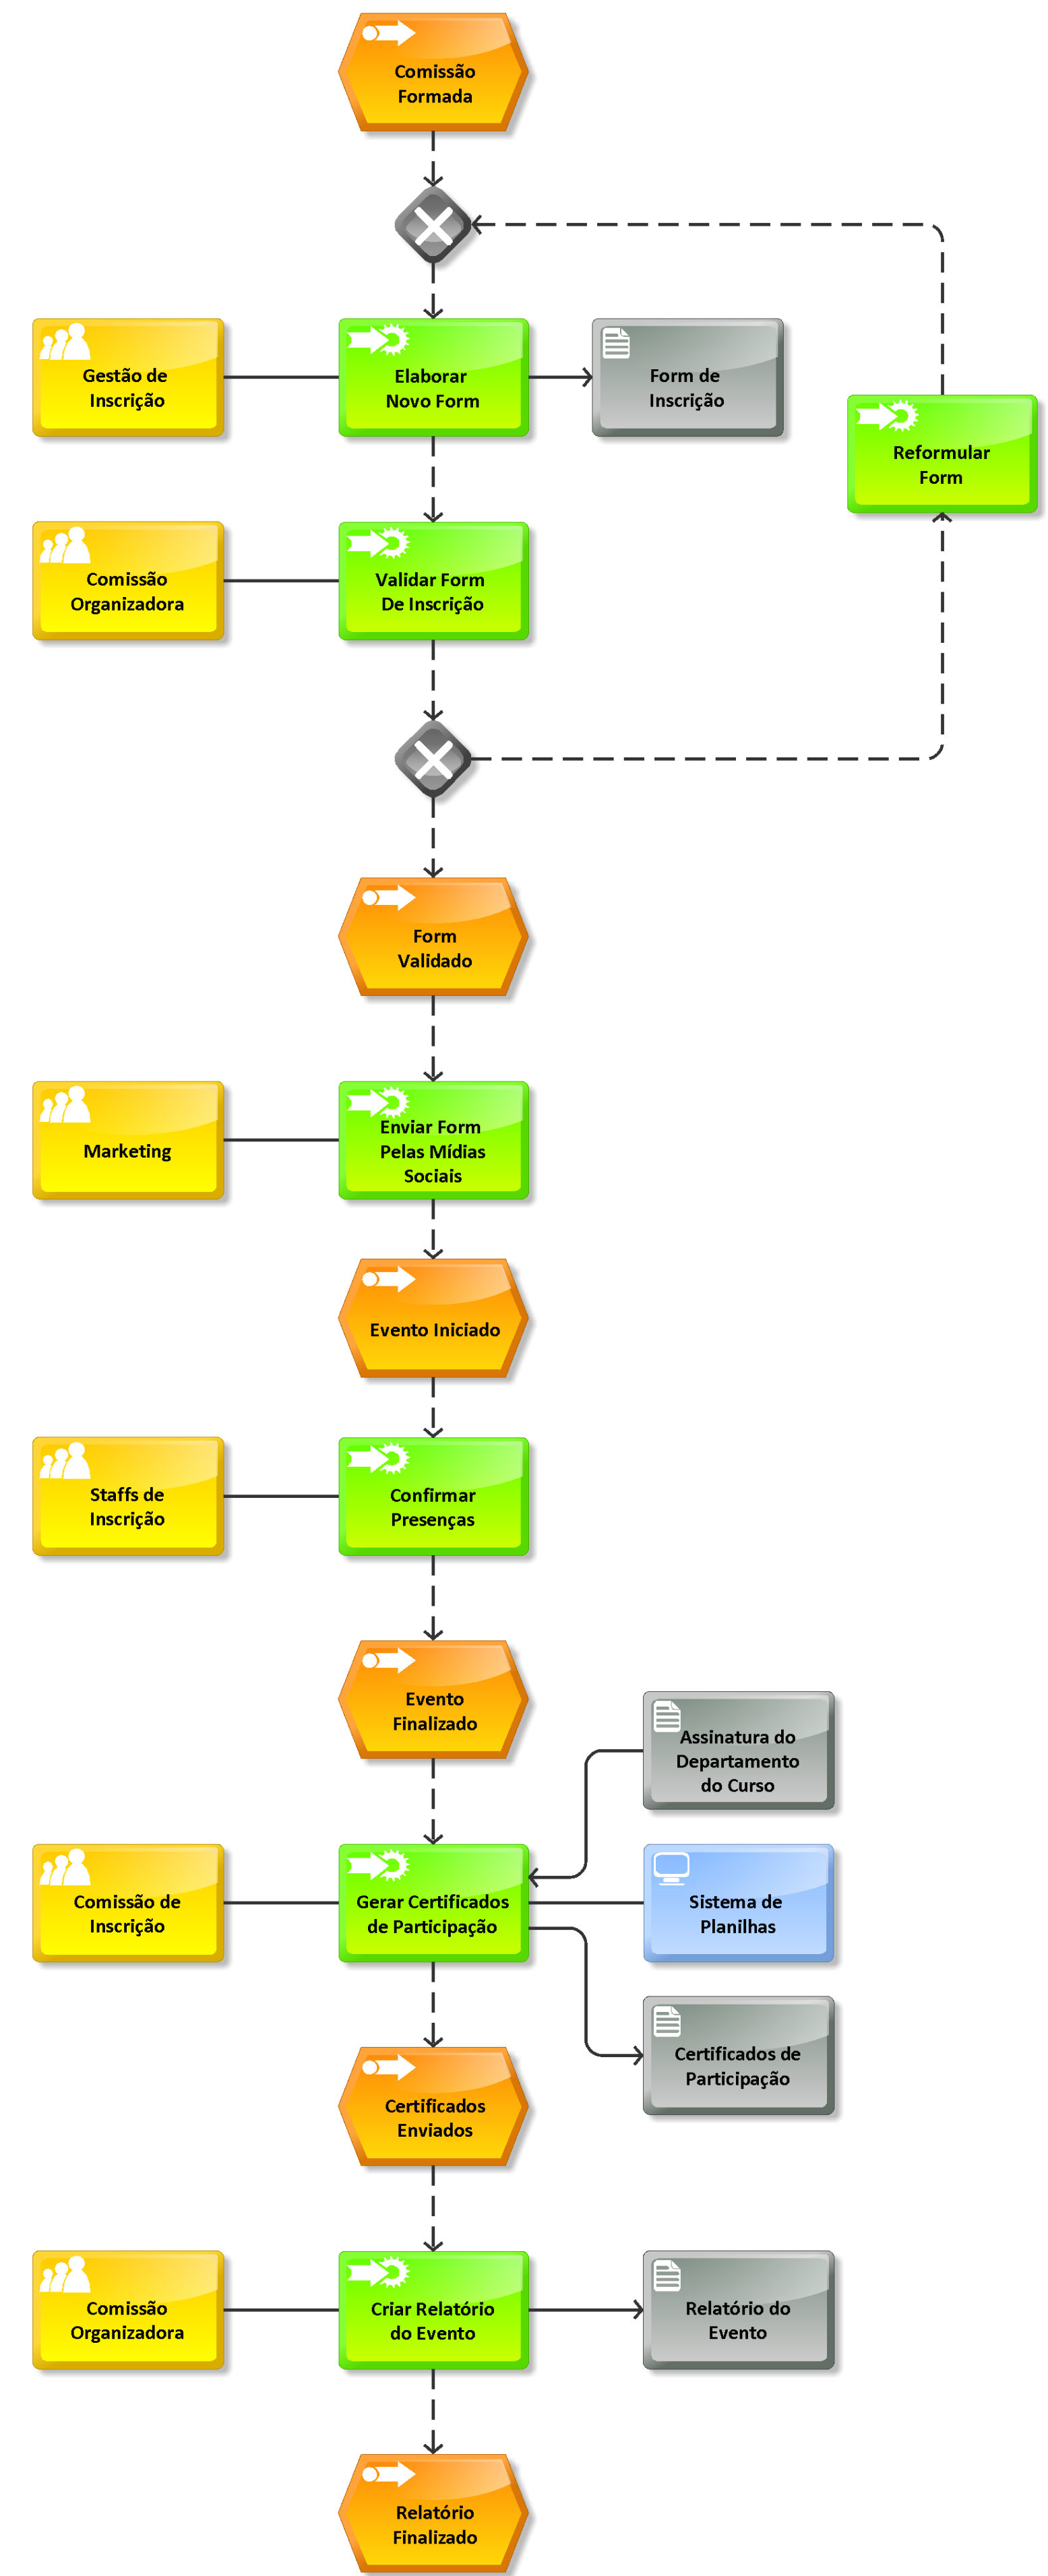 Comissão
Formada
Gestão de
Inscrição
Elaborar
Novo Form
Form de
Inscrição
Reformular
Form
Comissão
Organizadora
Validar Form
De Inscrição
Form
Validado
Marketing
Enviar Form
Pelas Mídias
Sociais
Evento Iniciado
Staffs de
Inscrição
Confirmar
Presenças
Evento
Finalizado
Assinatura do
Departamento
do Curso
Comissão de
Inscrição
Gerar Certificados
de Participação
Sistema de
Planilhas
Certificados de
Participação
Certificados
Enviados
Comissão
Organizadora
Criar Relatório
do Evento
Relatório do
Evento
Relatório
Finalizado